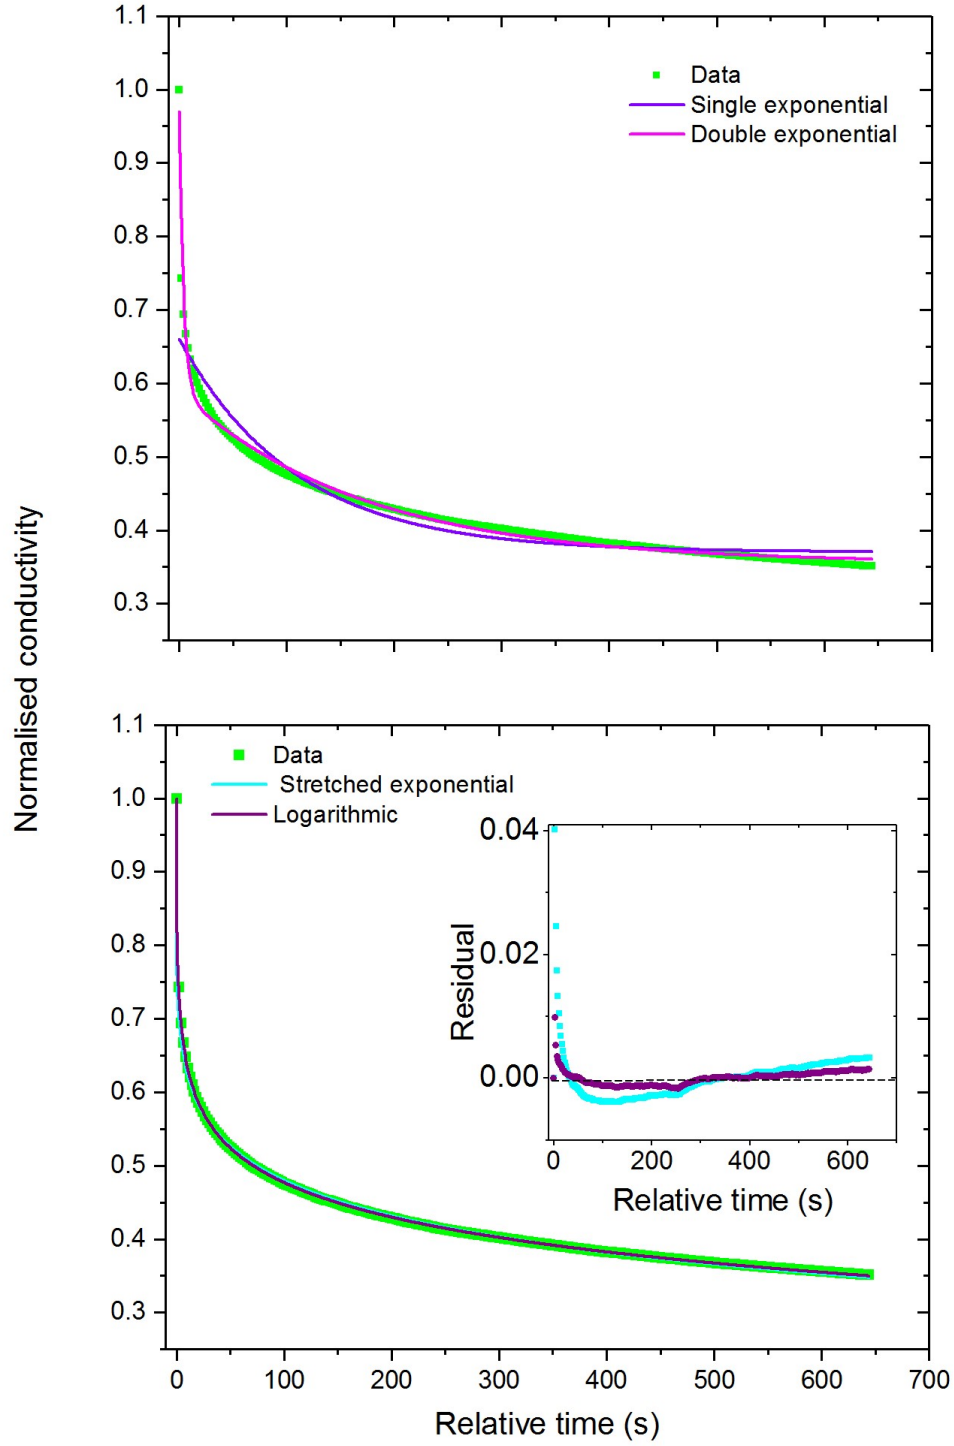 1.1
1.0
0.9
0.8
0.7
0.6
0.5
0.4
0.3
Data
Single exponential
Double exponential
Normalised conductivity
1.1
1.0
0.9
0.8
0.7
0.6
0.5
0.4
0.3
Data
Stretched exponential
Logarithmic
0.04
0.02
0.00
Residual
0 200 400 600
Relative time (s)
0 100 200 300 400 500 600 700
Relative time (s)